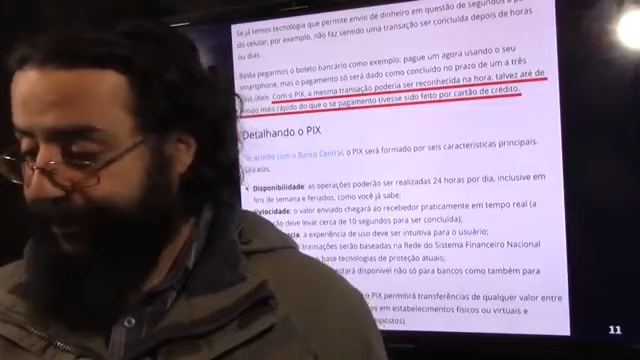 Se já temos tecnologia que permite envio de dinheiro em questão de segundos a p
do celular, por exemplo, não faz sentido uma transação ser concluída depois de horas
ou dias.
Basta pegarmos o boleto bancário como exemplo: pague um agora usando o seu
smartphone, mas o pagamento só será dado como concluído no prazo de um a três
úteis. Com o PIX, a mesma transação poderia ser reconhecida na hora, talvez até de
mais rápido do que o se pagamento tivesse sido feito por cartão de crédito.
Detalhando o PIX
acordo com o Banco Central, o PIX será formado por seis características principais.
elas:
Disponibilidade: as operações poderão ser realizadas 24 horas por dia, inclusive em
fins de semana e feriados, como você já sabe;
Velocidade: o valor enviado chegará ao recebedor praticamente em tempo real (a
deve levar cerca de 10 segundos para ser concluída);
a experiência de uso deve ser intuitiva para o usuário;
transações serão baseadas na Rede do Sistema Financeiro Nacional
base tecnologias de proteção atuais;
estará disponível não só para bancos como também para
o PIX permitirá transferências de qualquer valor entre
em estabelecimentos físicos ou virtuais e
impostos)
11